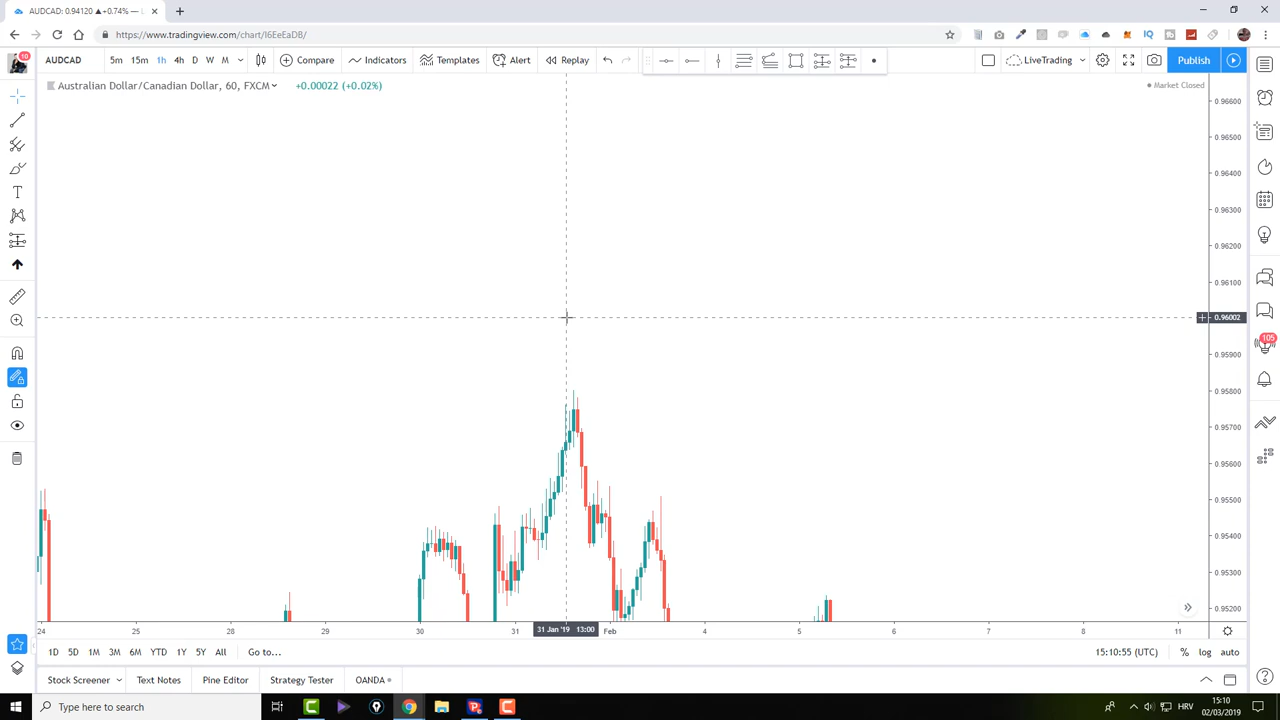 AUDCAD: 0.94120 ▲+0.74% — L
https://www.tradingview.com/chart/I6EeEaDB/
10
AUDCAD 5m 15m 1h 4h D W M Compare Indicators Templates Alert Replay LiveTrading Publish
Australian Dollar/Canadian Dollar, 60, FXCM +0.00022 (+0.02%)
Market Closed
0.96600
0.96500
0.96400
0.96300
0.96200
0.96100
0.96002
0.95900
0.95800
0.95700
0.95600
0.95500
0.95400
0.95300
0.95200
105
24 25 28 29 30 31 31 Jan '19 13:00 Feb 4 5 6 7 8 11
1D 5D 1M 3M 6M YTD 1Y 5Y All Go to... 15:10:55 (UTC) % log auto
Stock Screener Text Notes Pine Editor Strategy Tester OANDA
Type here to search
HRV
15:10
02/03/2019